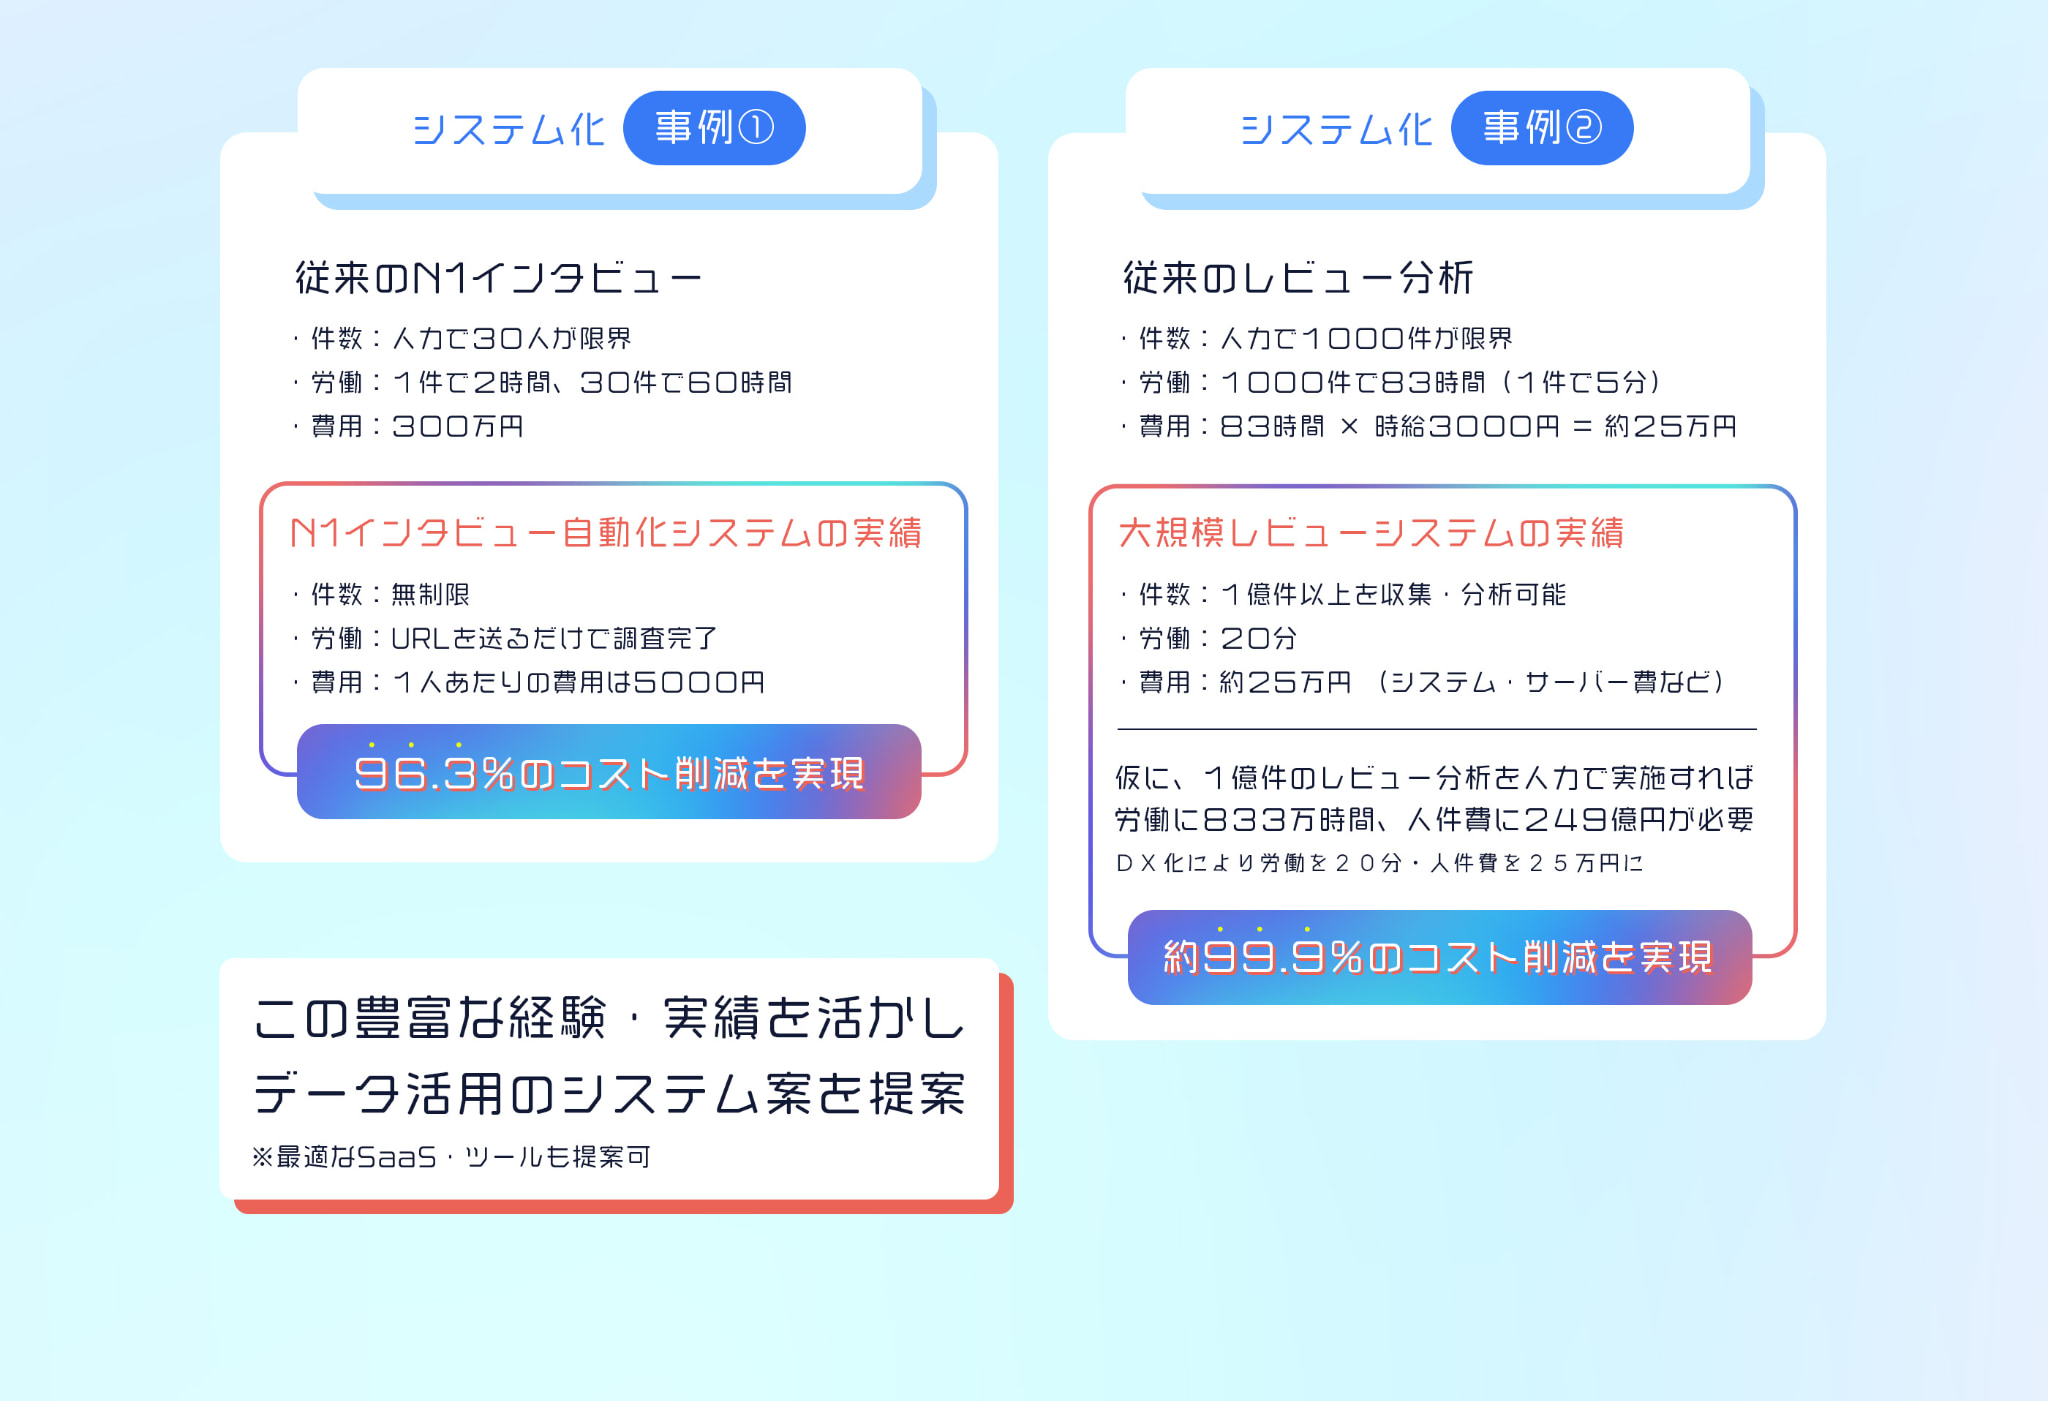 システム化 事例①
従来のN1インタビュー
・件数：人力で30人が限界
・労働：1件で2時間、30件で60時間
・費用：300万円
N1インタビュー自動化システムの実績
・件数：無制限
・労働：URLを送るだけで調査完了
・費用：1人あたりの費用は5000円
96.3%のコスト削減を実現
システム化 事例②
従来のレビュー分析
・件数：人力で1000件が限界
・労働：1000件で83時間（1件で5分）
・費用：83時間 × 時給3000円 = 約25万円
大規模レビューシステムの実績
・件数：1億件以上を収集・分析可能
・労働：20分
・費用：約25万円（システム・サーバー費など）
仮に、1億件のレビュー分析を人力で実施すれば
労働に833万時間、人件費に249億円が必要
ＤＸ化により労働を２０分・人件費を２５万円に
約99.9%のコスト削減を実現
この豊富な経験・実績を活かし
データ活用のシステム案を提案
※最適なSaaS・ツールも提案可